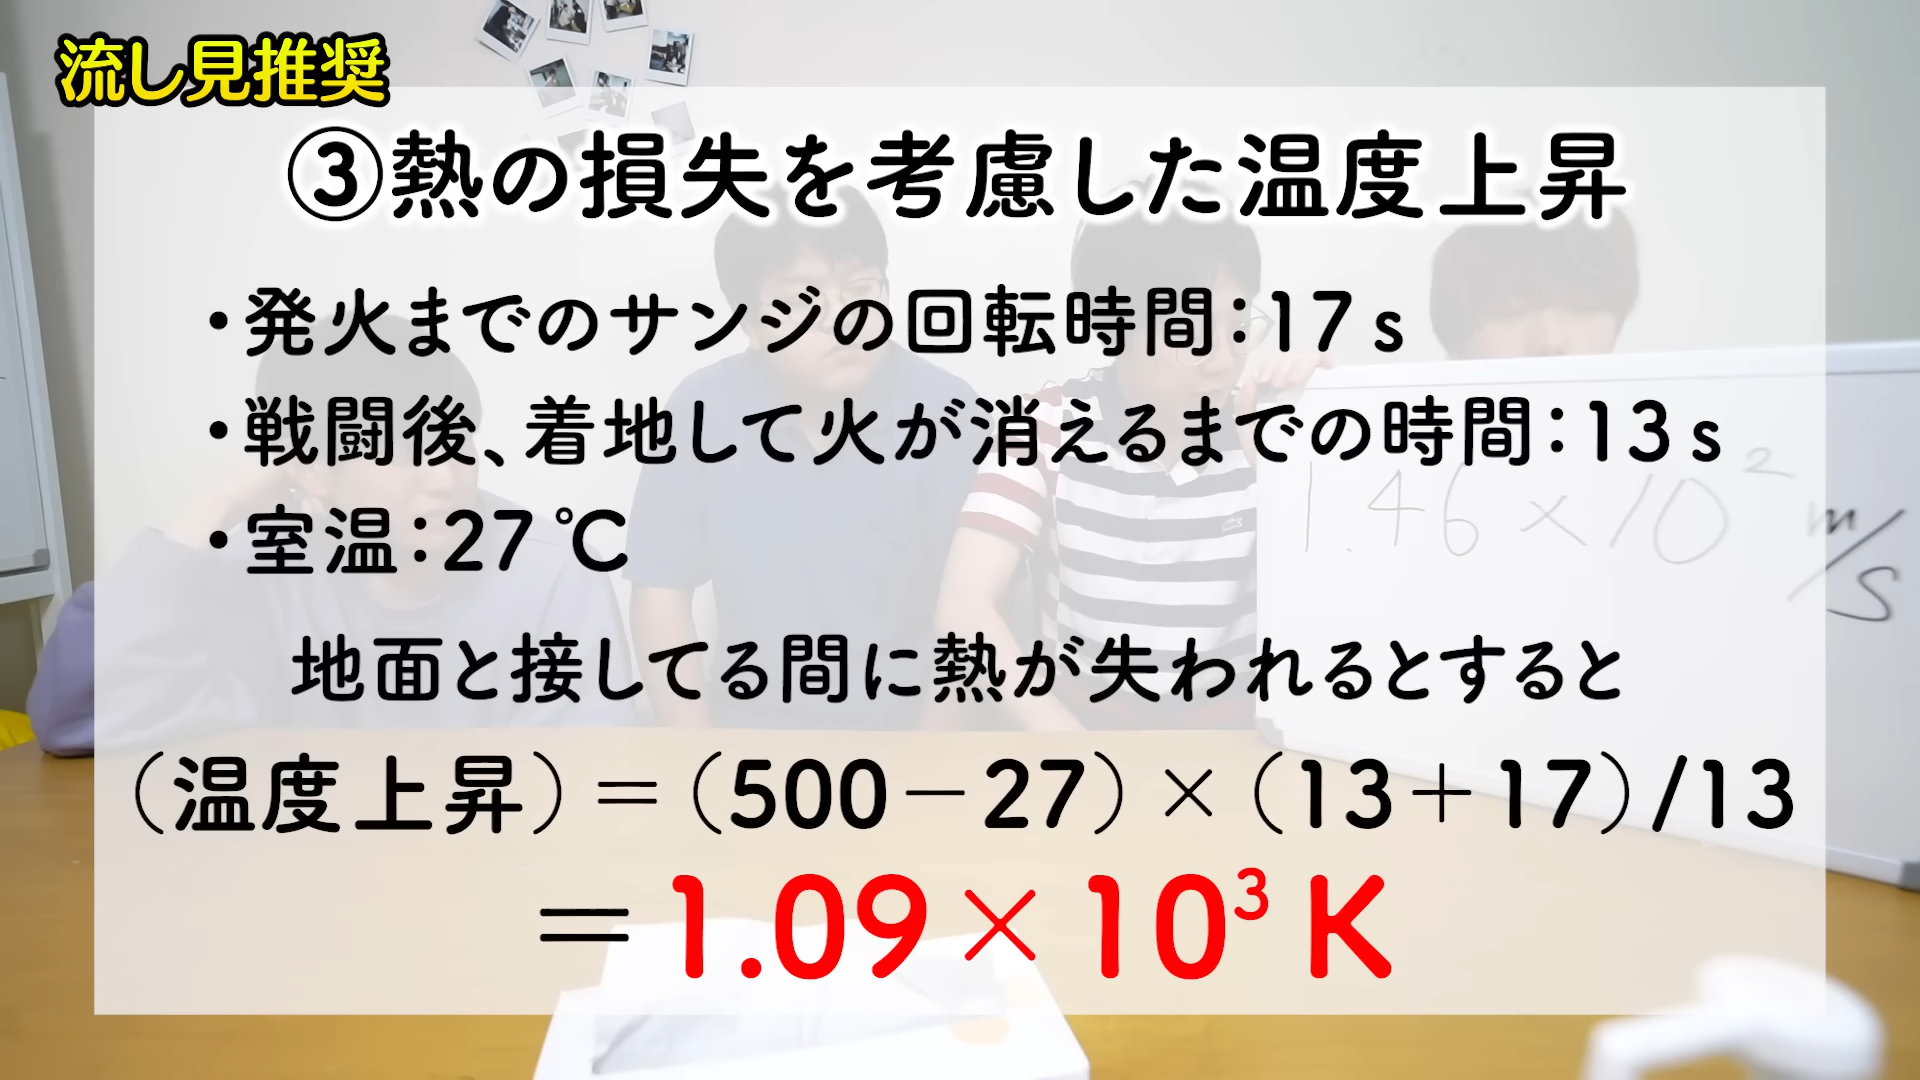 流し見推奨
③熱の損失を考慮した温度上昇
・発火までのサンジの回転時間：17 s
・戦闘後、着地して火が消えるまでの時間：13 s
・室温：27 ℃
1.46×10² m/s
地面と接してる間に熱が失われるとすると
（温度上昇）＝（500－27）×（13＋17）/13
＝1.09×10³ K